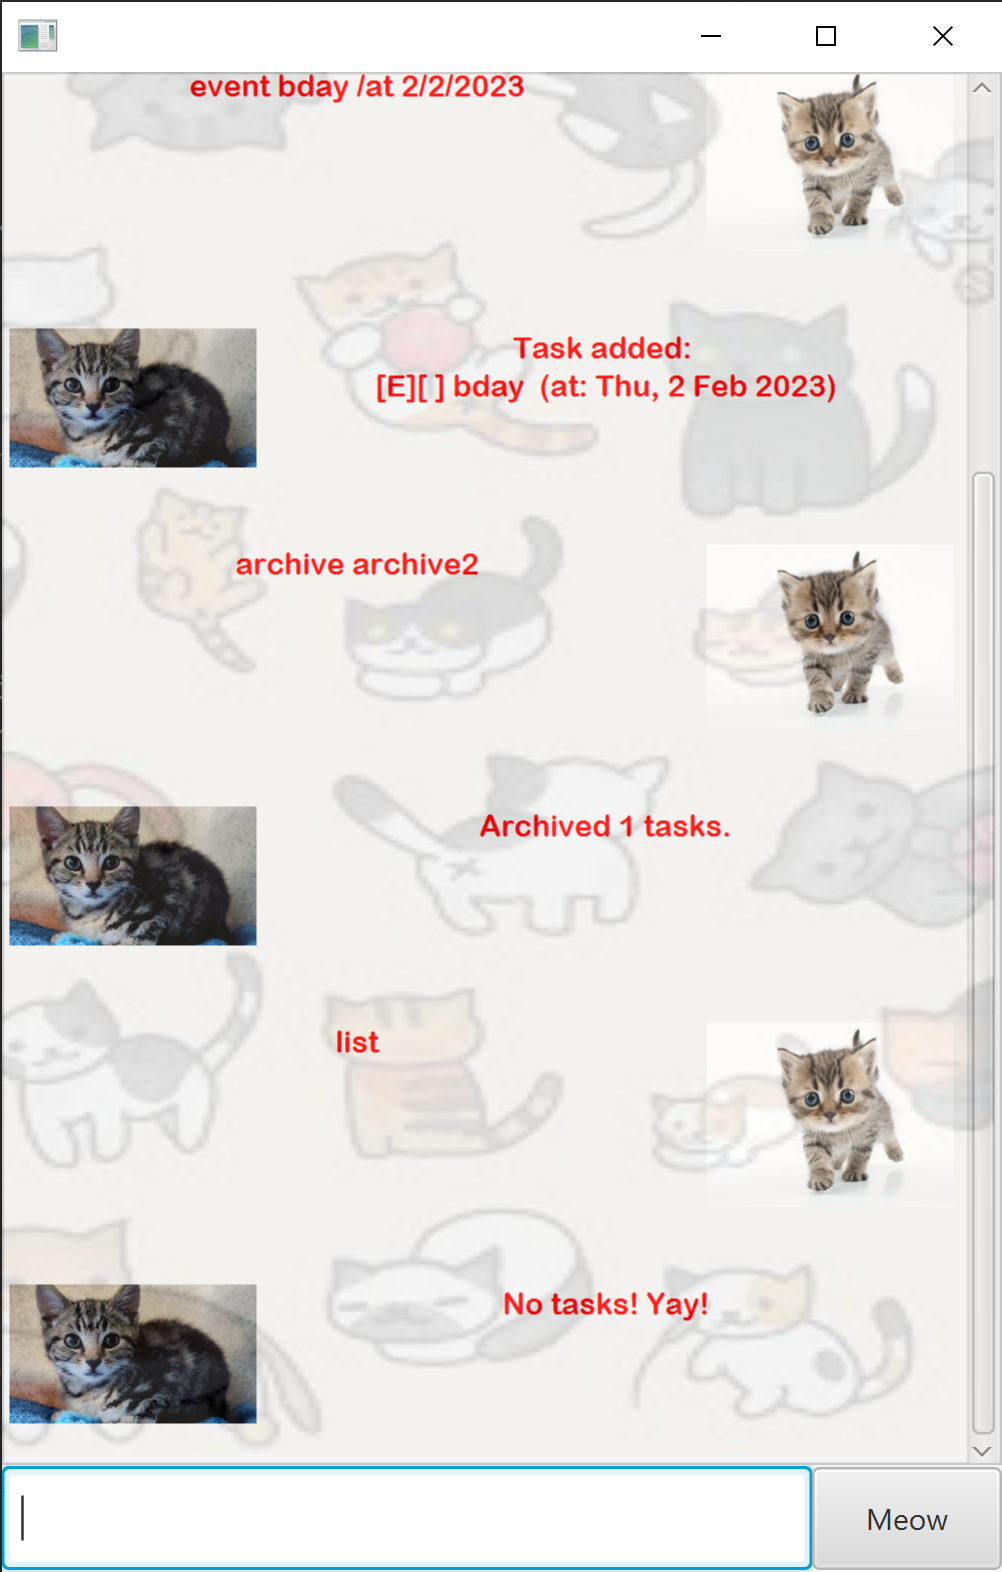 event bday /at 2/2/2023
Task added:
[E][ ] bday  (at: Thu, 2 Feb 2023)
archive archive2
Archived 1 tasks.
list
No tasks! Yay!
Meow